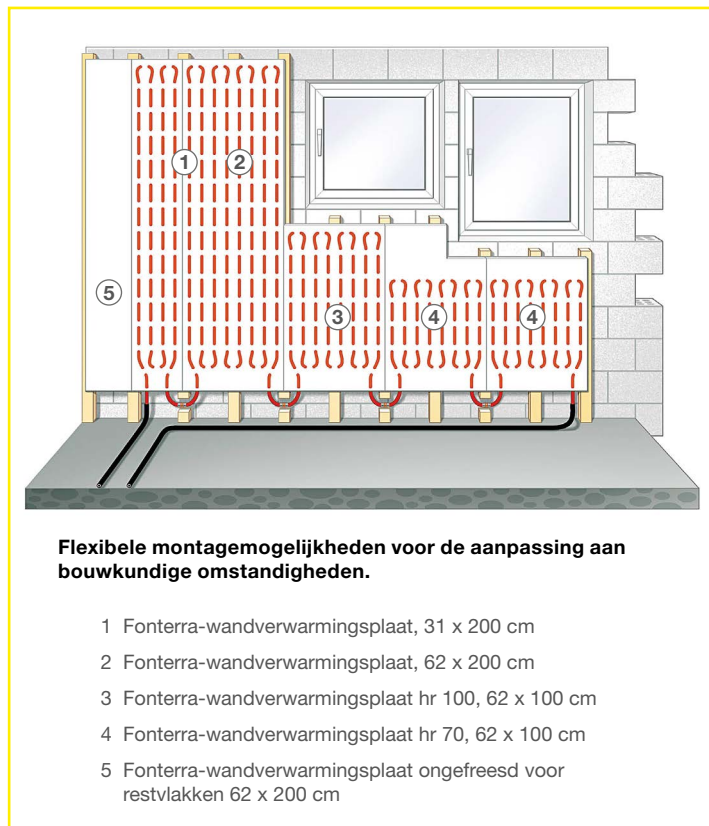 1
2
5
3
4
4
Flexibele montagemogelijkheden voor de aanpassing aan
bouwkundige omstandigheden.
1 Fonterra-wandverwarmingsplaat, 31 x 200 cm
2 Fonterra-wandverwarmingsplaat, 62 x 200 cm
3 Fonterra-wandverwarmingsplaat hr 100, 62 x 100 cm
4 Fonterra-wandverwarmingsplaat hr 70, 62 x 100 cm
5 Fonterra-wandverwarmingsplaat ongefreesd voor
restvlakken 62 x 200 cm